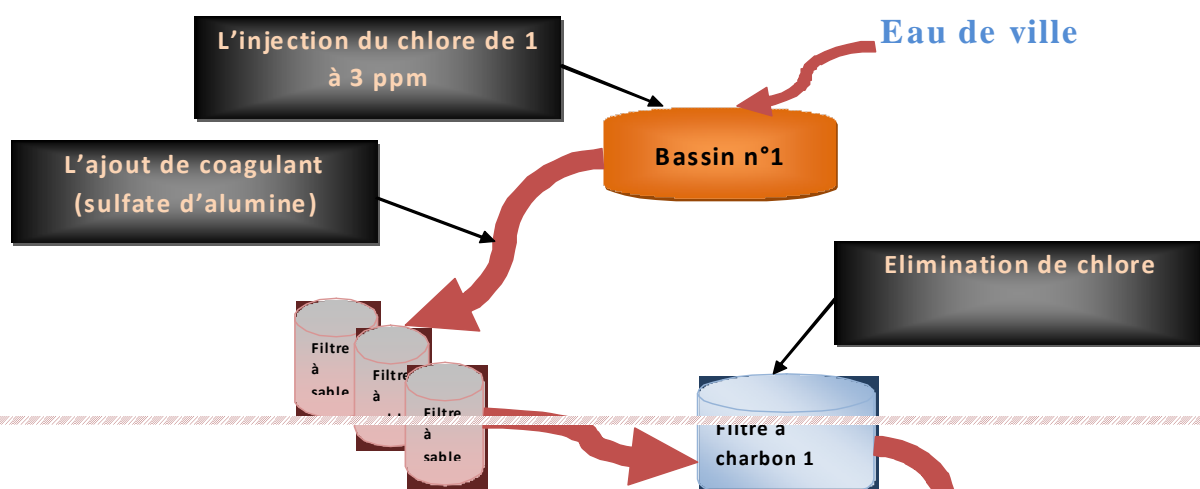 Eau de ville
L'injection du chlore de 1
à 3 ppm
Bassin n°1
L'ajout de coagulant
(sulfate d'alumine)
Elimination de chlore
Filtre
à
sable
Filtre
à
Filtre
à
sable
Filtre à
charbon 1